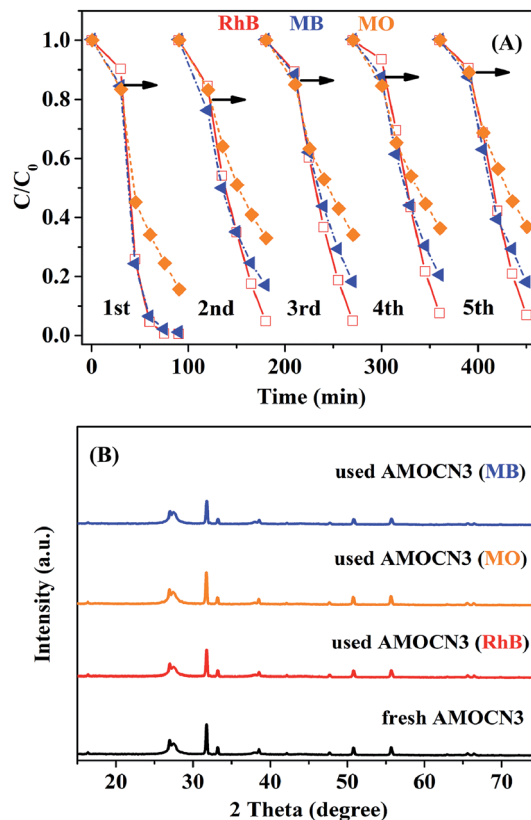 RhB MB MO
(A)
1.0
0.8
0.6
0.4
0.2
0.0
C/C0
1st 2nd 3rd 4th 5th
0 100 200 300 400
Time (min)
(B)
used AMOCN3 (MB)
used AMOCN3 (MO)
used AMOCN3 (RhB)
fresh AMOCN3
Intensity (a.u.)
20 30 40 50 60 70
2 Theta (degree)